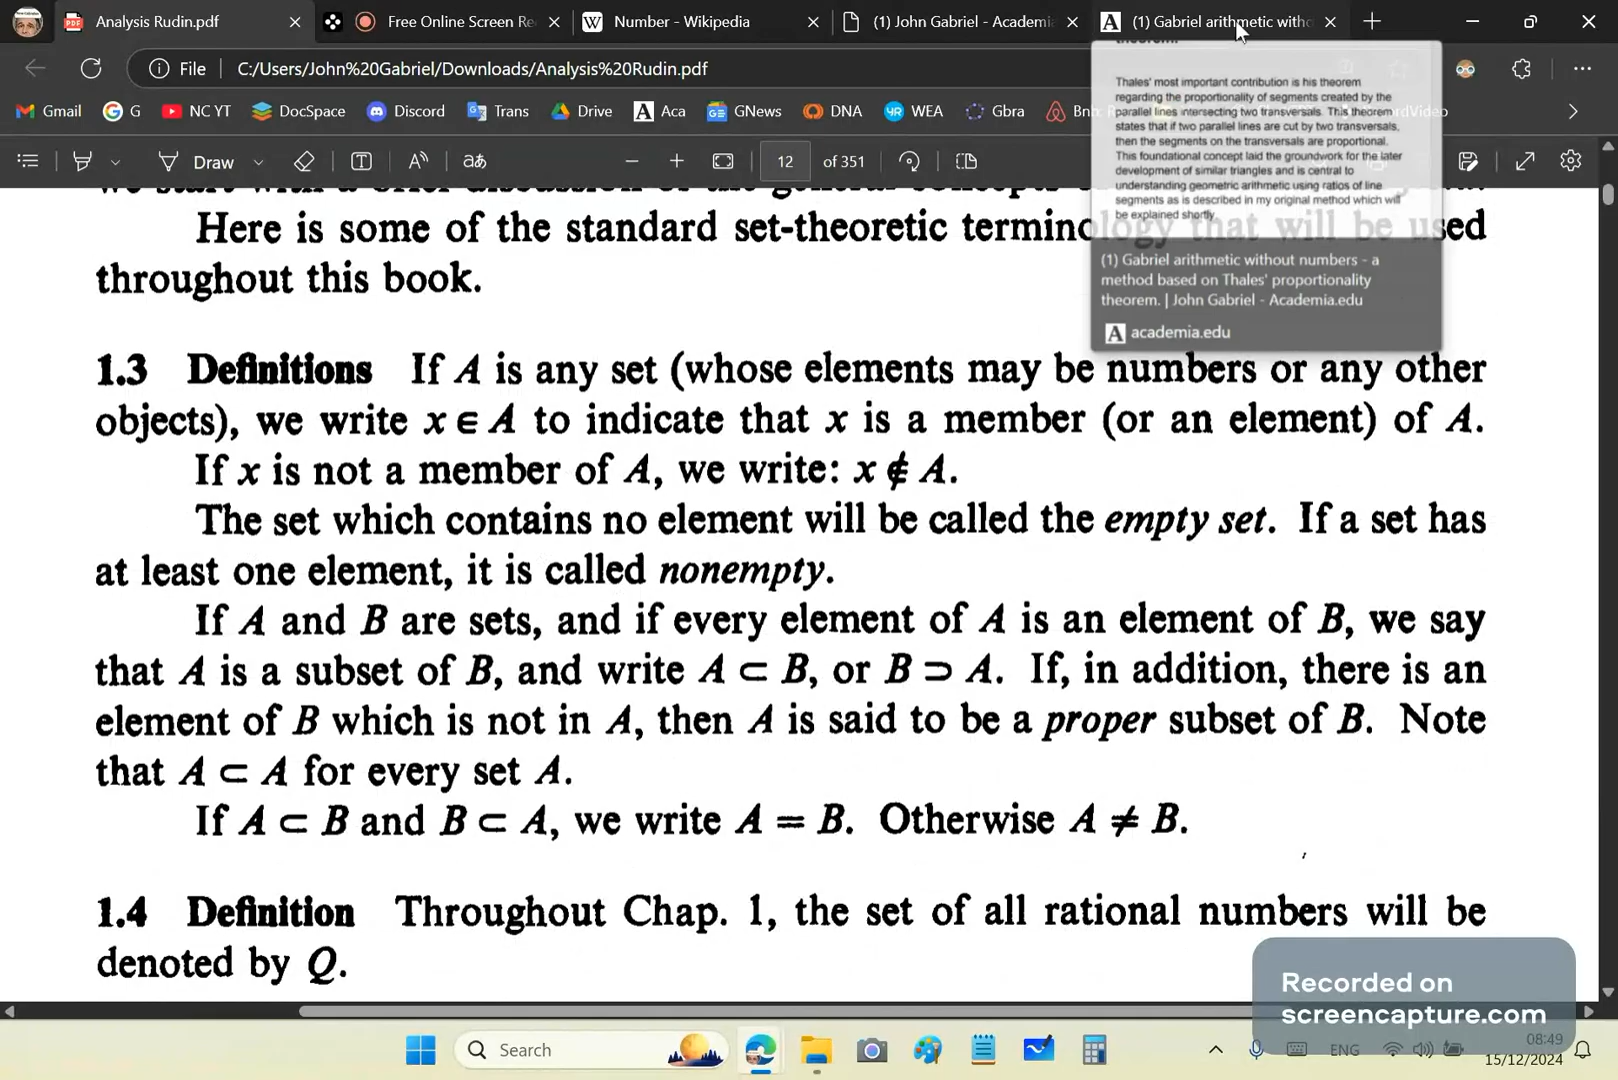 Analysis Rudin.pdf
Free Online Screen Re
Number - Wikipedia
(1) John Gabriel - Academia
(1) Gabriel arithmetic witho
File
C:/Users/John%20Gabriel/Downloads/Analysis%20Rudin.pdf
Gmail
G
NC YT
DocSpace
Discord
Trans
Drive
Aca
GNews
DNA
WEA
Gbra
Bnb
Draw
12
of 351
theorem.
Thales' most important contribution is his theorem
regarding the proportionality of segments created by the
parallel lines intersecting two transversals. This theorem
states that if two parallel lines are cut by two transversals,
then the segments on the transversals are proportional.
This foundational concept laid the groundwork for the later
development of similar triangles and is central to
understanding geometric arithmetic using ratios of line
segments as is described in my original method which will
be explained shortly
(1) Gabriel arithmetic without numbers - a
method based on Thales' proportionality
theorem. | John Gabriel - Academia.edu
academia.edu
we start with a brief discussion of the general concepts
Here is some of the standard set-theoretic terminology that will be used
throughout this book.
1.3 Definitions If A is any set (whose elements may be numbers or any other
objects), we write x ∈ A to indicate that x is a member (or an element) of A.
If x is not a member of A, we write: x ∉ A.
The set which contains no element will be called the empty set. If a set has
at least one element, it is called nonempty.
If A and B are sets, and if every element of A is an element of B, we say
that A is a subset of B, and write A ⊂ B, or B ⊃ A. If, in addition, there is an
element of B which is not in A, then A is said to be a proper subset of B. Note
that A ⊂ A for every set A.
If A ⊂ B and B ⊂ A, we write A = B. Otherwise A ≠ B.
1.4 Definition Throughout Chap. 1, the set of all rational numbers will be
denoted by Q.
Recorded on
screencapture.com
Search
ENG
08:49
15/12/2024